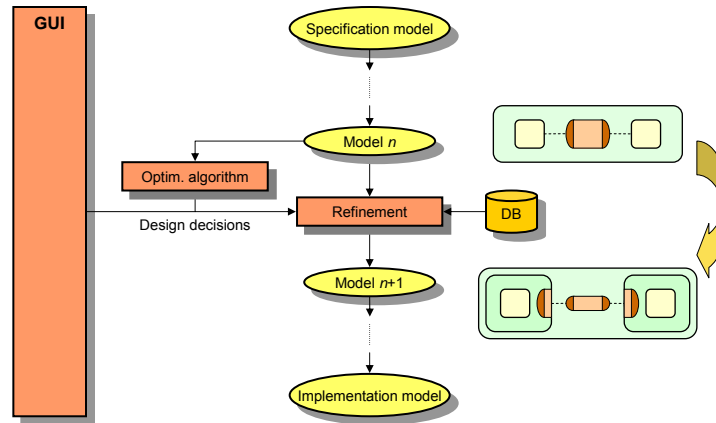 GUI
Specification model
Model n
Optim. algorithm
Design decisions
Refinement
DB
Model n+1
Implementation model